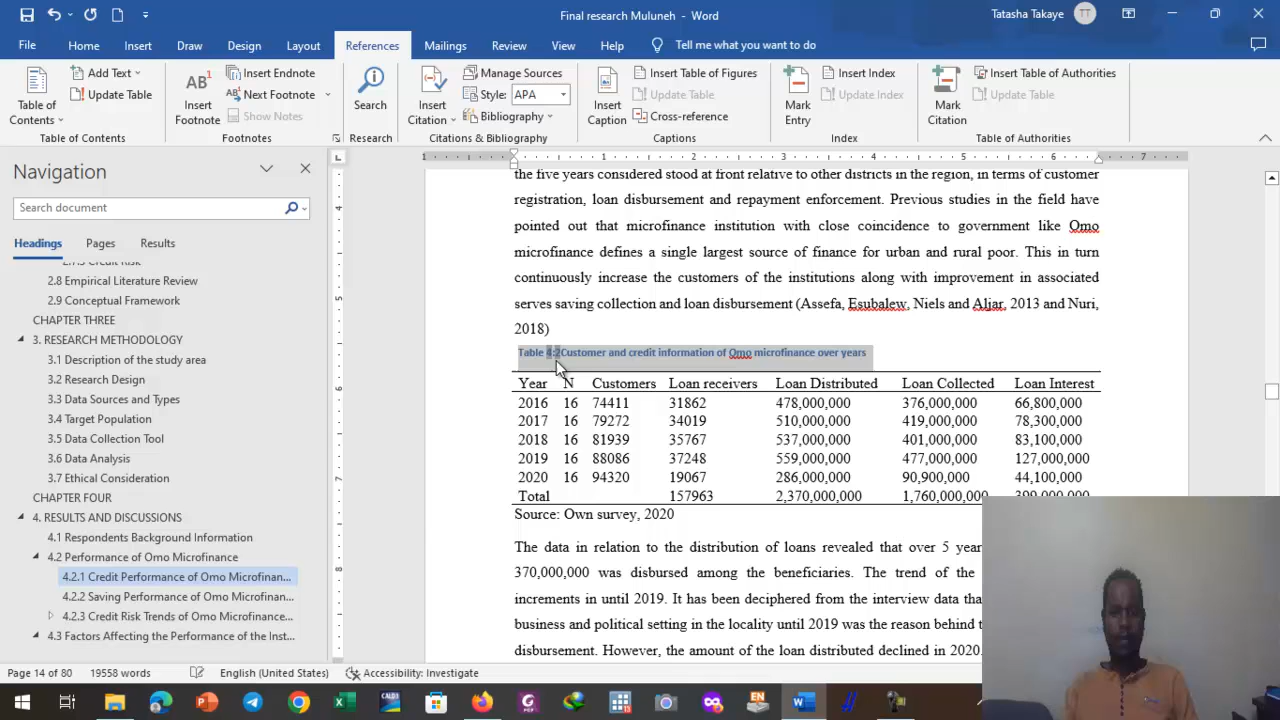 Final research Muluneh - Word
Tatasha Takaye TT
File Home Insert Draw Design Layout References Mailings Review View Help Tell me what you want to do
Table of Contents
Add Text
Update Table
Table of Contents
AB1
Insert Footnote
Insert Endnote
AB1 Next Footnote
Show Notes
Footnotes
Search
Research
Insert Citation
Manage Sources
Style: APA
Bibliography
Citations & Bibliography
Insert Caption
Insert Table of Figures
Update Table
Cross-reference
Captions
Mark Entry
Insert Index
Update Index
Index
Mark Citation
Insert Table of Authorities
Update Table
Table of Authorities
Navigation
Search document
Headings Pages Results
2.8 Empirical Literature Review
2.9 Conceptual Framework
CHAPTER THREE
3. RESEARCH METHODOLOGY
3.1 Description of the study area
3.2 Research Design
3.3 Data Sources and Types
3.4 Target Population
3.5 Data Collection Tool
3.6 Data Analysis
3.7 Ethical Consideration
CHAPTER FOUR
4. RESULTS AND DISCUSSIONS
4.1 Respondents Background Information
4.2 Performance of Omo Microfinance
4.2.1 Credit Performance of Omo Microfinan...
4.2.2 Saving Performance of Omo Microfinan...
4.2.3 Credit Risk Trends of Omo Microfinance...
4.3 Factors Affecting the Performance of the Inst...
1 1 2 3 4 5 6 7
4
5
6
7
8
the five years considered stood at front relative to other districts in the region, in terms of customer
registration, loan disbursement and repayment enforcement. Previous studies in the field have
pointed out that microfinance institution with close coincidence to government like Omo
microfinance defines a single largest source of finance for urban and rural poor. This in turn
continuously increase the customers of the institutions along with improvement in associated
serves saving collection and loan disbursement (Assefa, Esubalew, Niels and Aljar, 2013 and Nuri,
2018)
Table 4:2Customer and credit information of Omo microfinance over years
Year N Customers Loan receivers Loan Distributed Loan Collected Loan Interest
2016 16 74411 31862 478,000,000 376,000,000 66,800,000
2017 16 79272 34019 510,000,000 419,000,000 78,300,000
2018 16 81939 35767 537,000,000 401,000,000 83,100,000
2019 16 88086 37248 559,000,000 477,000,000 127,000,000
2020 16 94320 19067 286,000,000 90,900,000 44,100,000
Total 157963 2,370,000,000 1,760,000,000
Source: Own survey, 2020
The data in relation to the distribution of loans revealed that over 5 year
370,000,000 was disbursed among the beneficiaries. The trend of the
increments in until 2019. It has been deciphered from the interview data tha
business and political setting in the locality until 2019 was the reason behind t
disbursement. However, the amount of the loan distributed declined in 2020.
Page 14 of 80 19558 words English (United States) Accessibility: Investigate